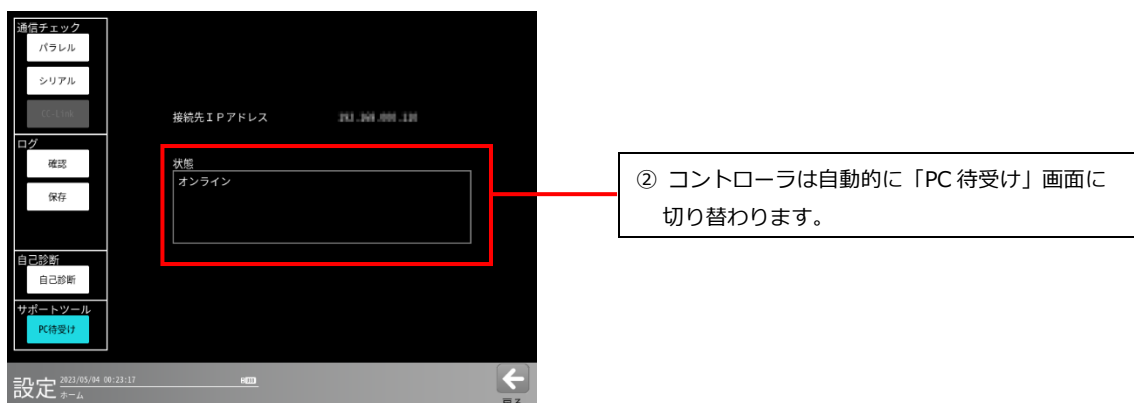 通信チェック
パラレル
シリアル
CC-Link
接続先ＩＰアドレス
ログ
確認
保存
状態
オンライン
② コントローラは自動的に「PC 待受け」画面に
切り替わります。
自己診断
自己診断
サポートツール
PC待受け
設定
2023/05/04 00:23:17
ホーム
戻る